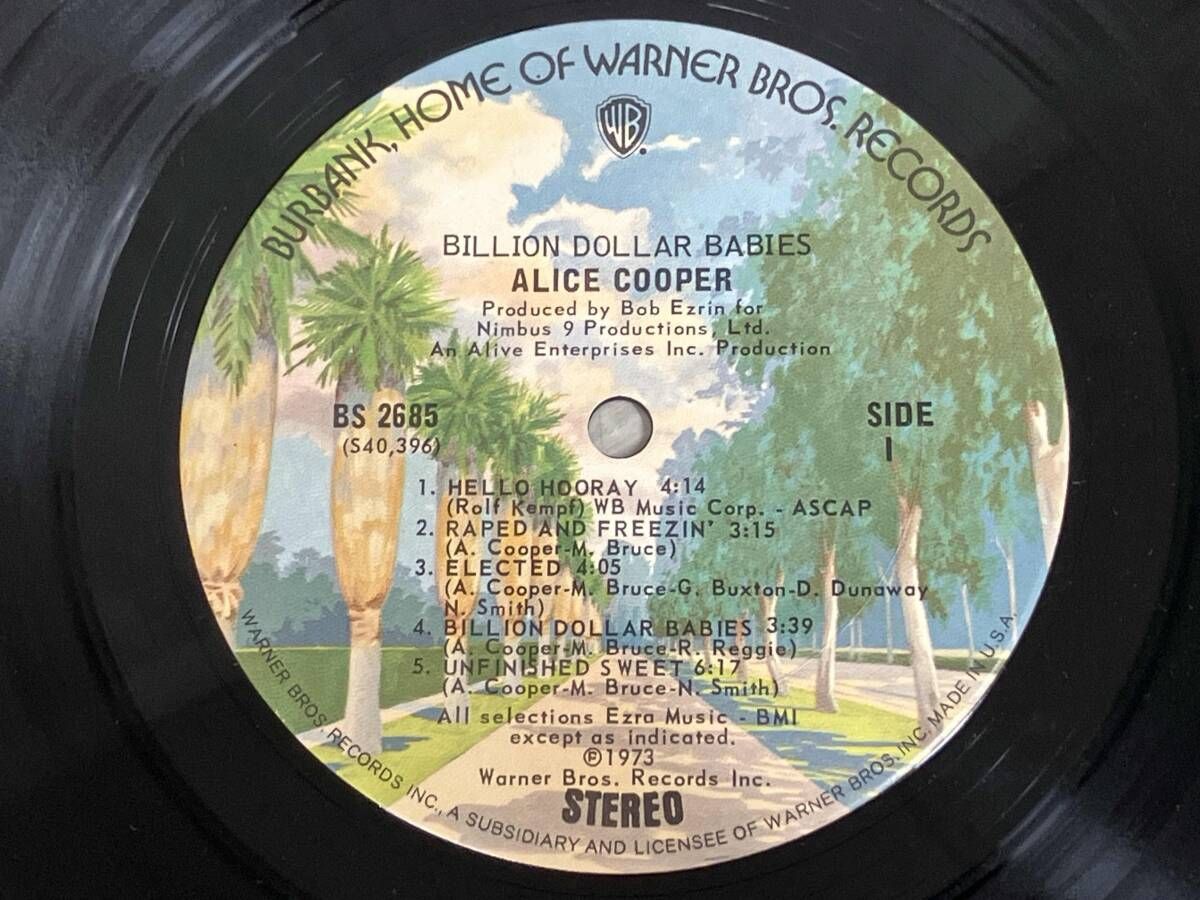 BURBANK, HOME OF WARNER BROS. RECORDS
WB
BILLION DOLLAR BABIES
ALICE COOPER
Produced by Bob Ezrin for
Nimbus 9 Productions, Ltd.
An Alive Enterprises Inc. Production
BS 2685
(S40,396)
SIDE
1
1. HELLO HOORAY 4:14
(Rolf Kempf) WB Music Corp. - ASCAP
2. RAPED AND FREEZIN' 3:15
(A. Cooper-M. Bruce)
3. ELECTED 4:05
(A. Cooper-M. Bruce-G. Buxton-D. Dunaway
N. Smith)
4. BILLION DOLLAR BABIES 3:39
(A. Cooper-M. Bruce-R. Reggie)
5. UNFINISHED SWEET 6:17
(A. Cooper-M. Bruce-N. Smith)
All selections Ezra Music - BMI
except as indicated.
Ⓟ1973
Warner Bros. Records Inc.
STEREO
WARNER BROS. RECORDS INC., A SUBSIDIARY AND LICENSEE OF WARNER BROS. INC. MADE IN U.S.A.